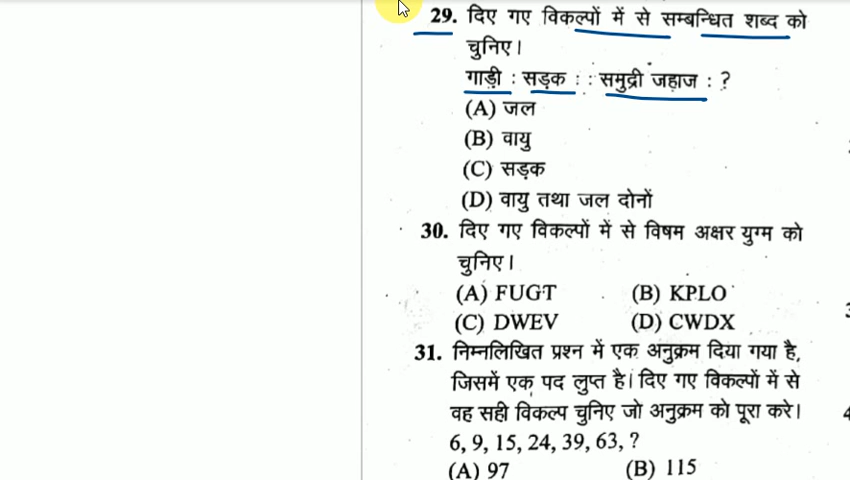 29. दिए गए विकल्पों में से सम्बन्धित शब्द को
चुनिए।
गाड़ी : सड़क : : समुद्री जहाज : ?
(A) जल
(B) वायु
(C) सड़क
(D) वायु तथा जल दोनों
30. दिए गए विकल्पों में से विषम अक्षर युग्म को
चुनिए।
(A) FUGT (B) KPLO
(C) DWEV (D) CWDX
31. निम्नलिखित प्रश्न में एक अनुक्रम दिया गया है,
जिसमें एक पद लुप्त है। दिए गए विकल्पों में से
वह सही विकल्प चुनिए जो अनुक्रम को पूरा करे।
6, 9, 15, 24, 39, 63, ?
(A) 97 (B) 115